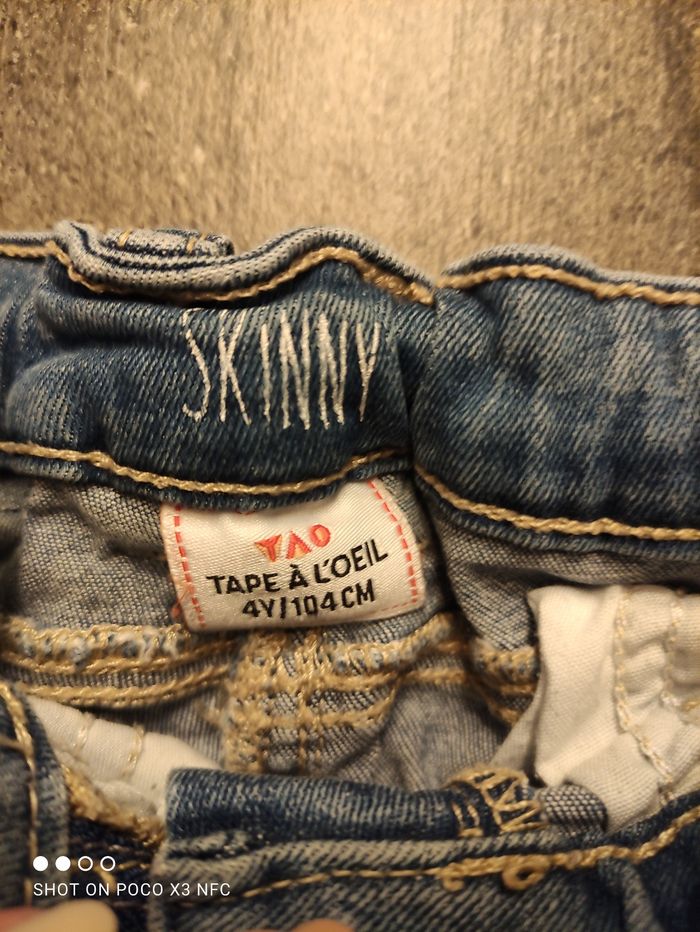 SKINNY
TAO
TAPE À L'OEIL
4Y/104CM
SHOT ON POCO X3 NFC